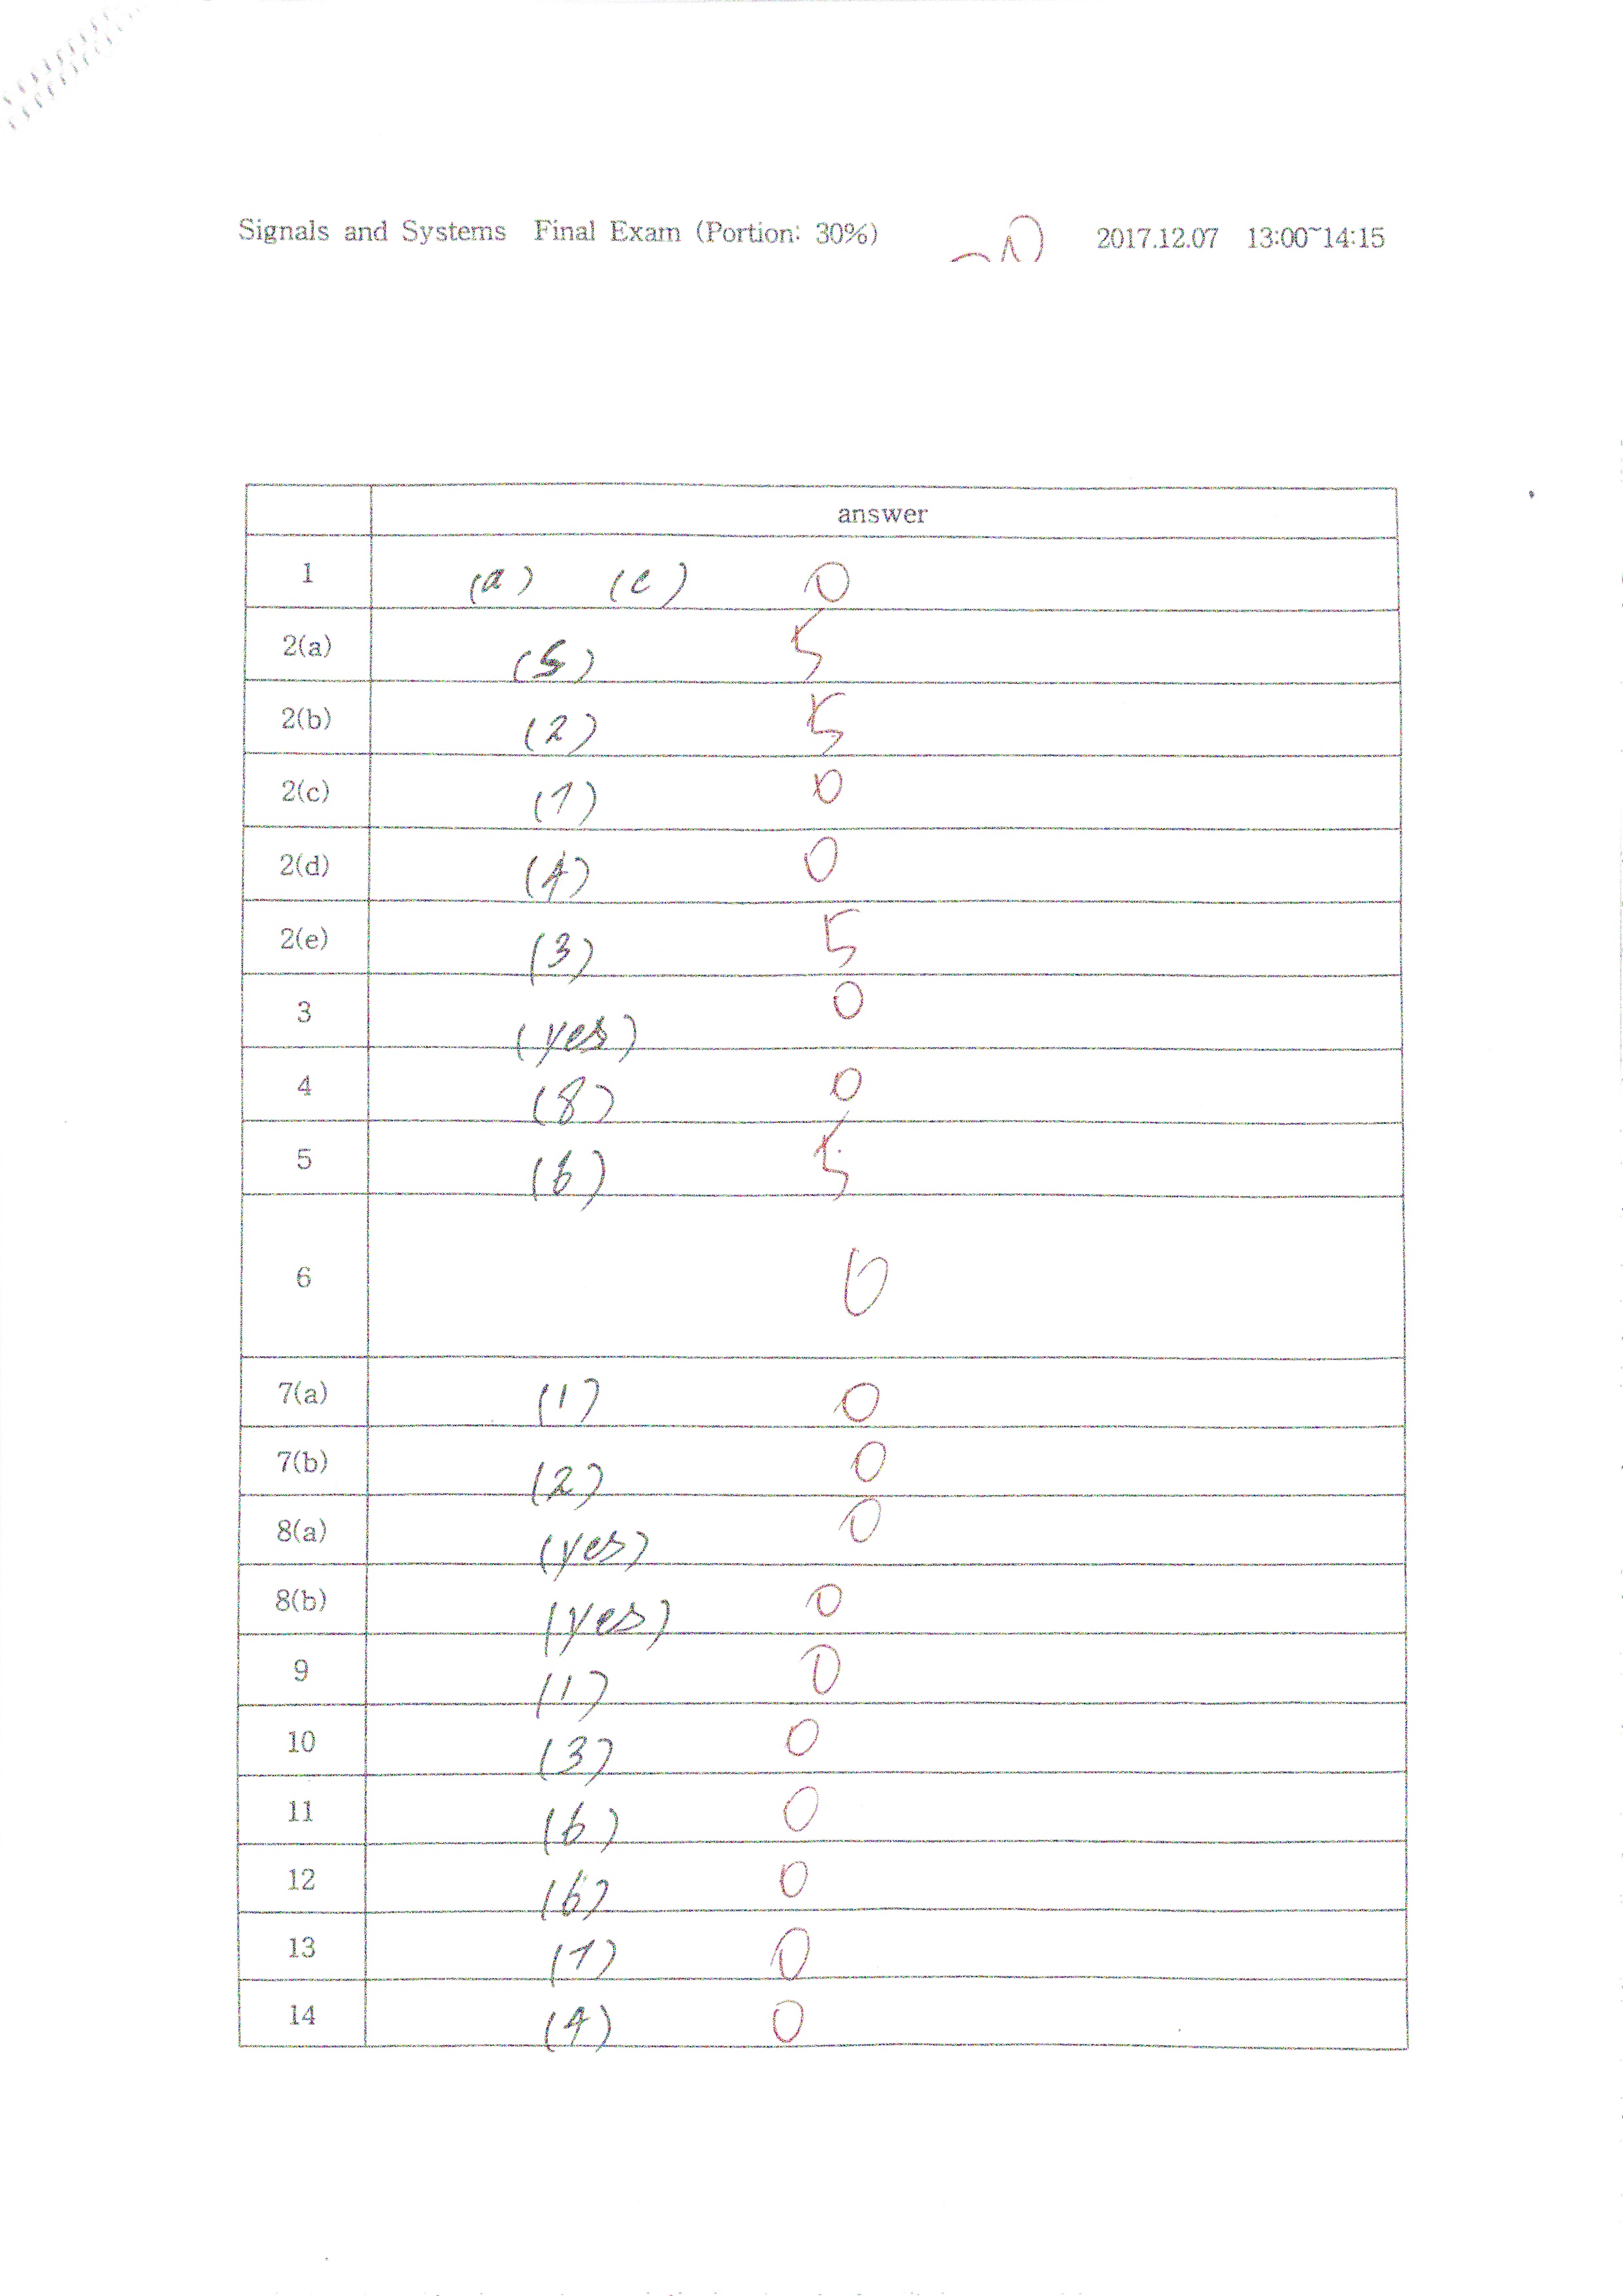 Signals and Systems Final Exam (Portion: 30%) 2017.12.07 13:00~14:15
answer
1 (a) (c) 0
2(a) (5) 5
2(b) (2) 5
2(c) (1) 0
2(d) (4) 0
2(e) (3) 5
3 (yes) 0
4 (8) 0
5 (6) 5
6 0
7(a) (1) 0
7(b) (2) 0
8(a) (yes) 0
8(b) (yes) 0
9 (1) 0
10 (3) 0
11 (6) 0
12 (6) 0
13 (1) 0
14 (4) 0